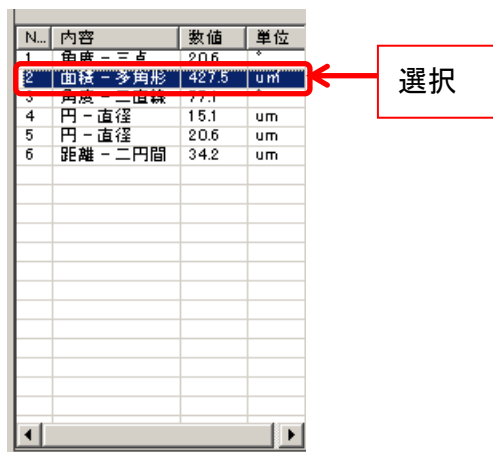 N... 内容 数値 単位
1 角度 - 三点 20.6 °
2 面積 - 多角形 427.5 um²
3 角度 - 二直線 77.1 °
4 円 - 直径 15.1 um
5 円 - 直径 20.6 um
6 距離 - 二円間 34.2 um
選択